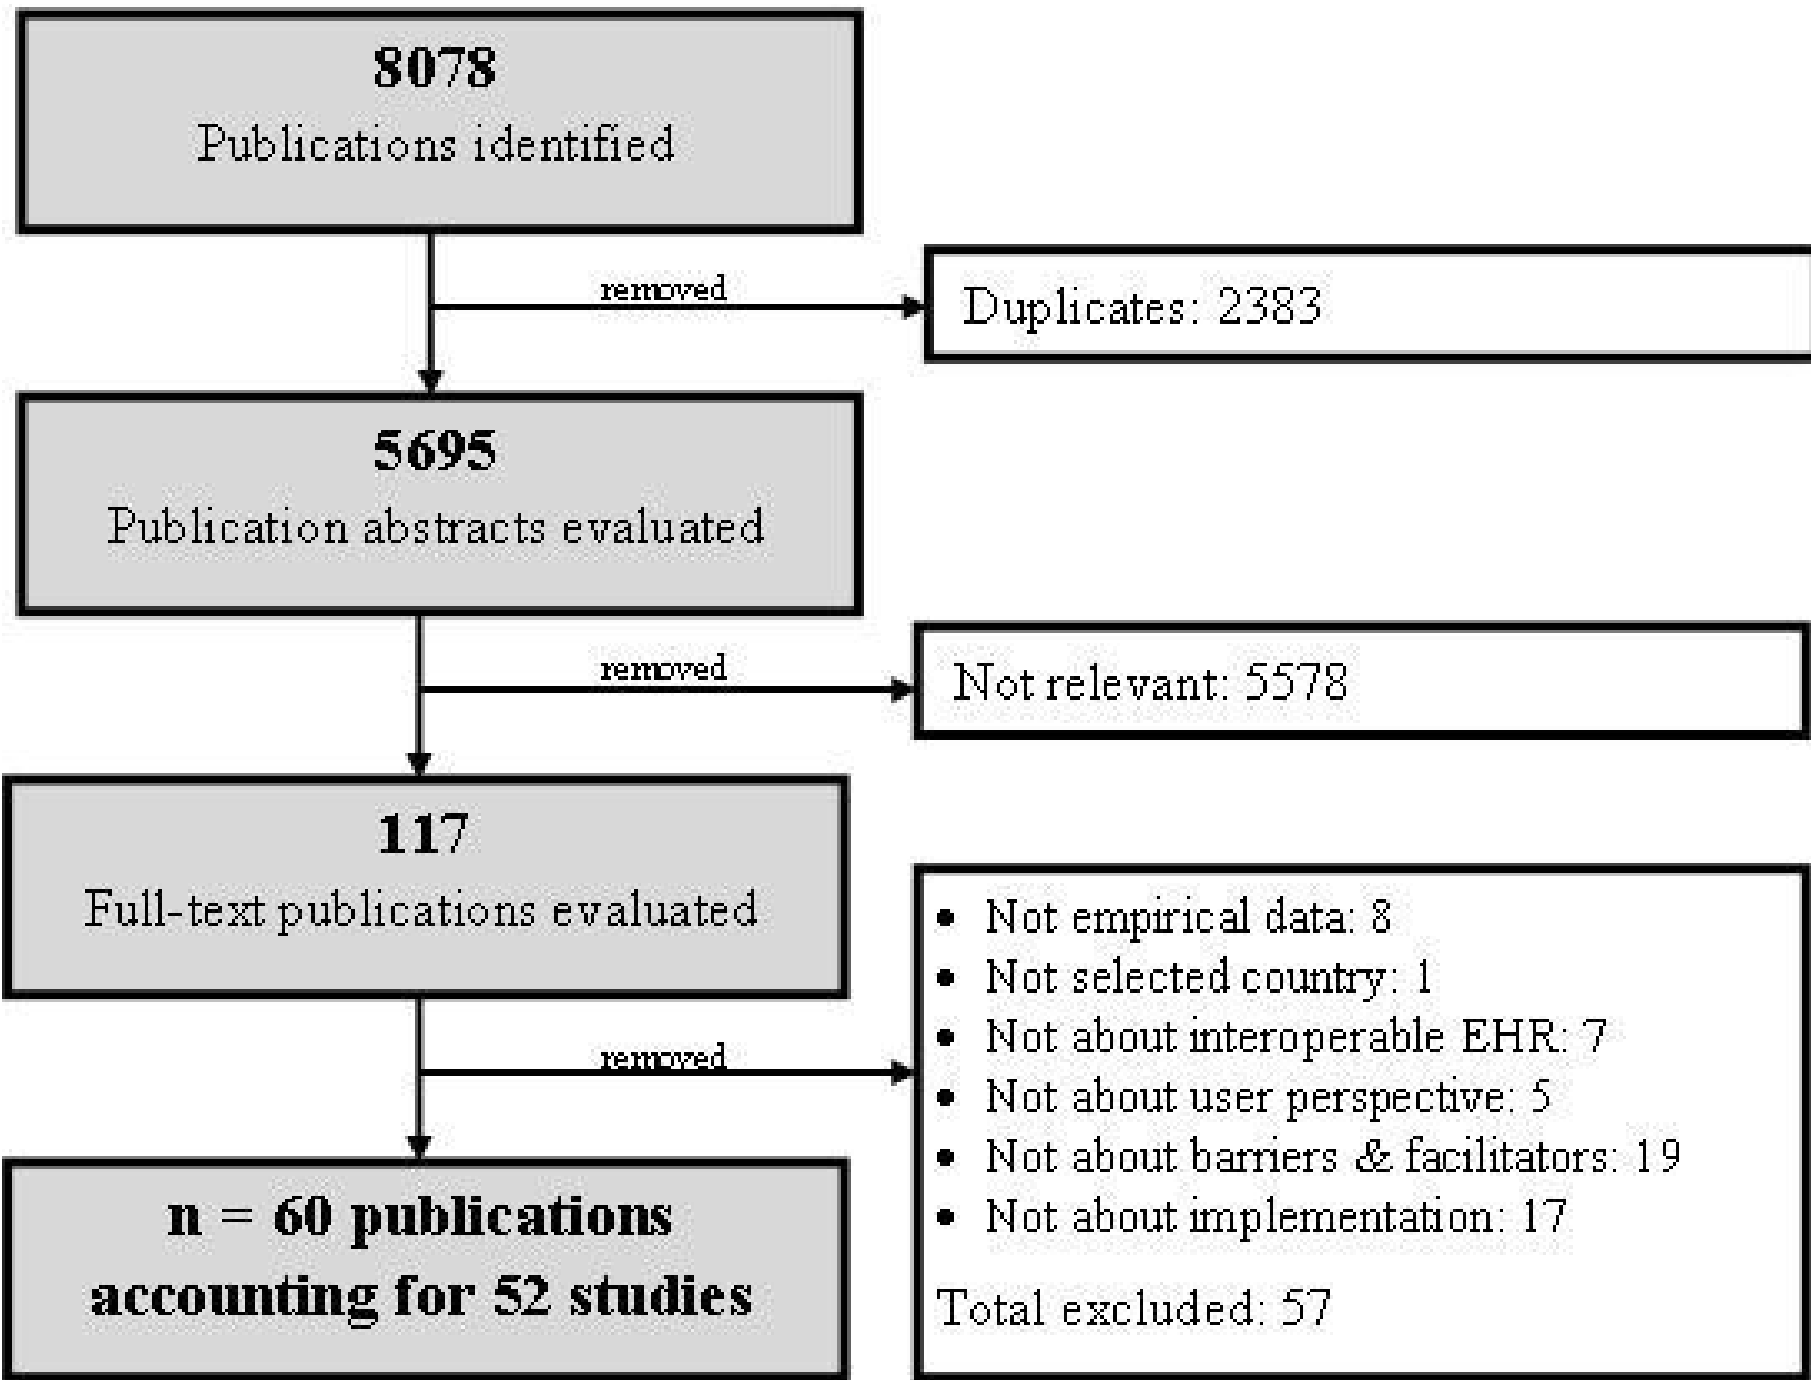 8078
Publications identified
removed
Duplicates: 2383
5695
Publication abstracts evaluated
removed
Not relevant: 5578
117
Full-text publications evaluated
removed
• Not empirical data: 8
• Not selected country: 1
• Not about interoperable EHR: 7
• Not about user perspective: 5
• Not about barriers & facilitators: 19
• Not about implementation: 17
Total excluded: 57
n = 60 publications
accounting for 52 studies